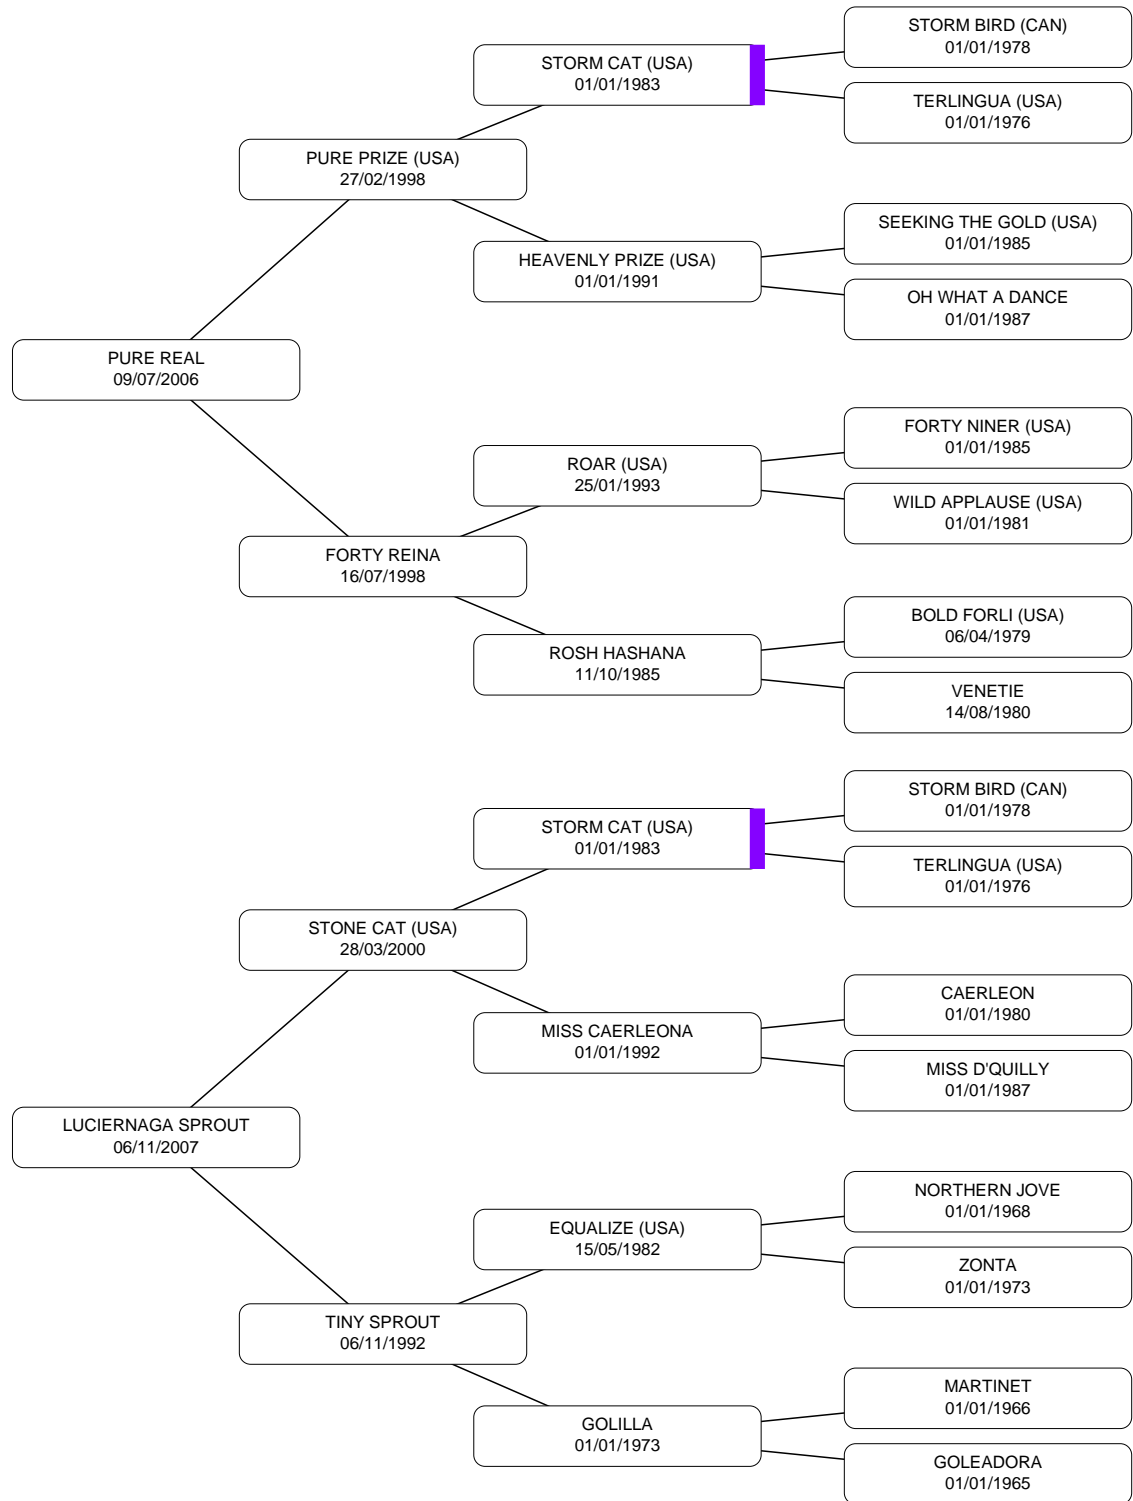 STORM BIRD (CAN)
01/01/1978
STORM CAT (USA)
01/01/1983
TERLINGUA (USA)
01/01/1976
PURE PRIZE (USA)
27/02/1998
SEEKING THE GOLD (USA)
01/01/1985
HEAVENLY PRIZE (USA)
01/01/1991
OH WHAT A DANCE
01/01/1987
PURE REAL
09/07/2006
FORTY NINER (USA)
01/01/1985
ROAR (USA)
25/01/1993
WILD APPLAUSE (USA)
01/01/1981
FORTY REINA
16/07/1998
BOLD FORLI (USA)
06/04/1979
ROSH HASHANA
11/10/1985
VENETIE
14/08/1980
STORM BIRD (CAN)
01/01/1978
STORM CAT (USA)
01/01/1983
TERLINGUA (USA)
01/01/1976
STONE CAT (USA)
28/03/2000
CAERLEON
01/01/1980
MISS CAERLEONA
01/01/1992
MISS D'QUILLY
01/01/1987
LUCIERNAGA SPROUT
06/11/2007
NORTHERN JOVE
01/01/1968
EQUALIZE (USA)
15/05/1982
ZONTA
01/01/1973
TINY SPROUT
06/11/1992
MARTINET
01/01/1966
GOLILLA
01/01/1973
GOLEADORA
01/01/1965